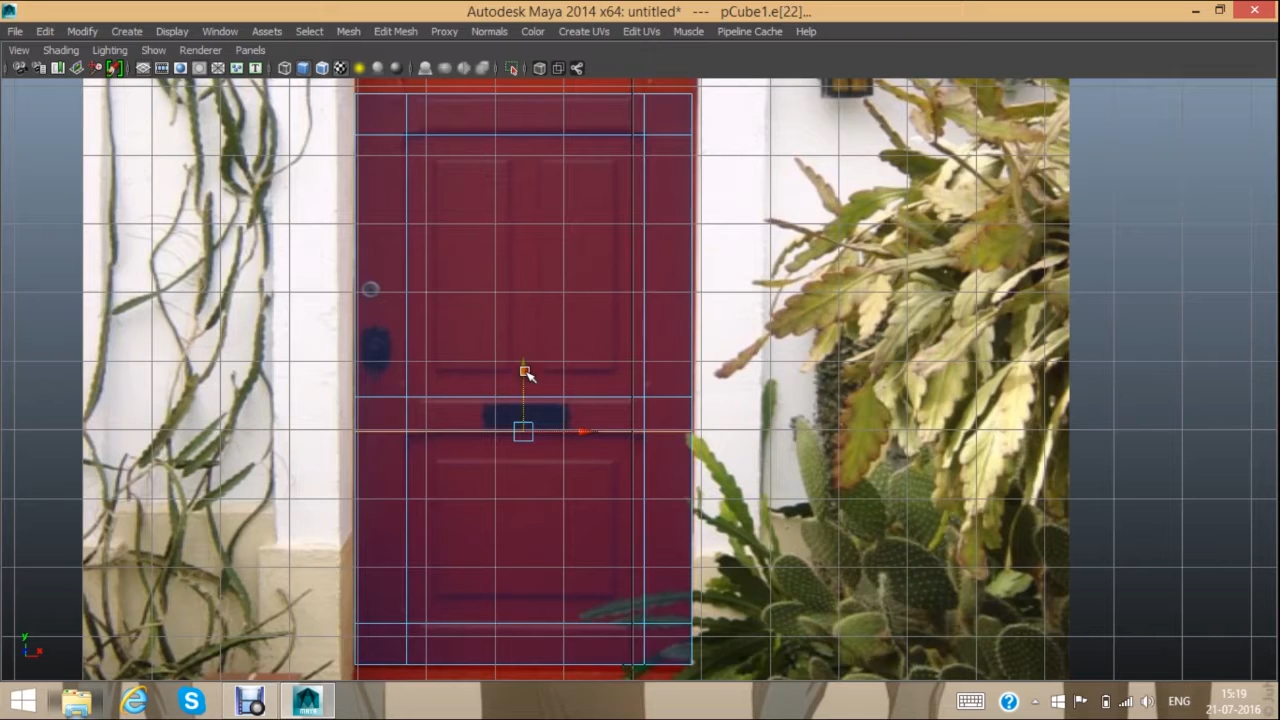 Autodesk Maya 2014 x64: untitled* --- pCube1.e[22]...
File Edit Modify Create Display Window Assets Select Mesh Edit Mesh Proxy Normals Color Create UVs Edit UVs Muscle Pipeline Cache Help
View Shading Lighting Show Renderer Panels
y
x
ENG
15:19
21-07-2016